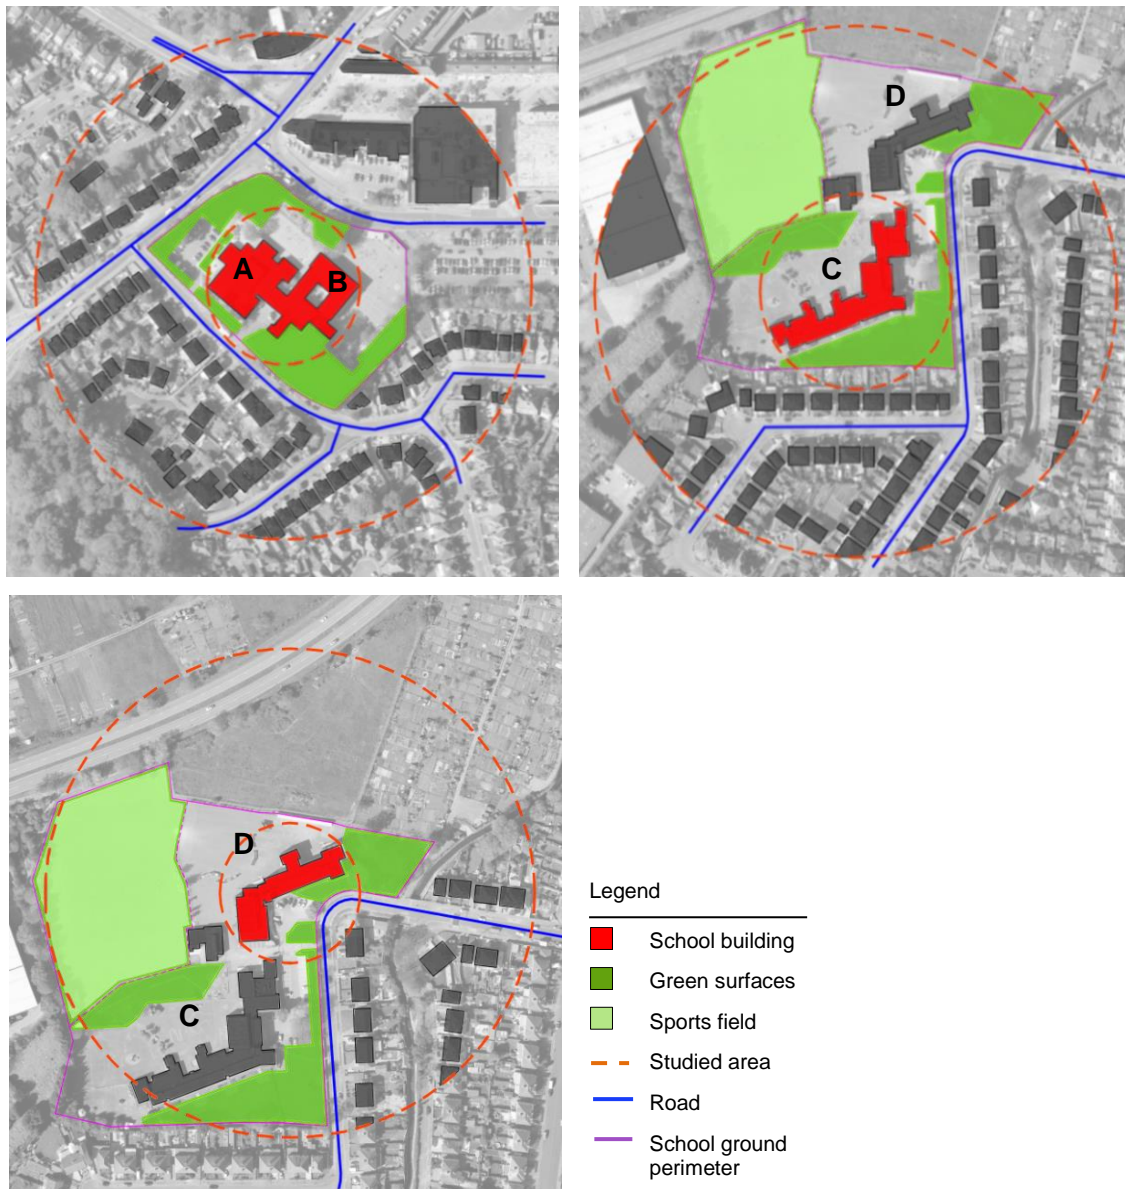 A
B
D
C
D
C
Legend
School building
Green surfaces
Sports field
Studied area
Road
School ground
perimeter